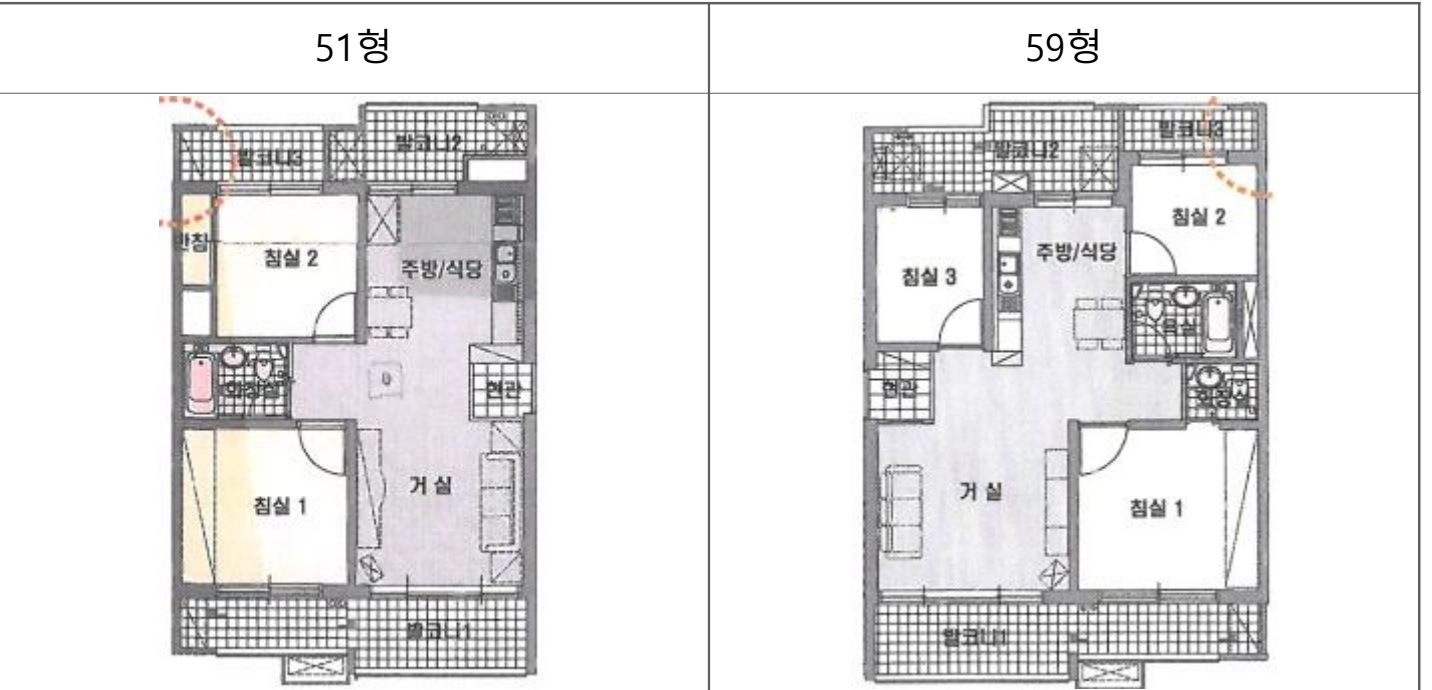 51형
59형
발코니3
발코니2
반침
침실 2
주방/식당
화장실
현관
침실 1
거 실
발코니1
발코니3
발코니2
침실 2
주방/식당
침실 3
욕실
현관
화장실
거 실
침실 1
발코니1